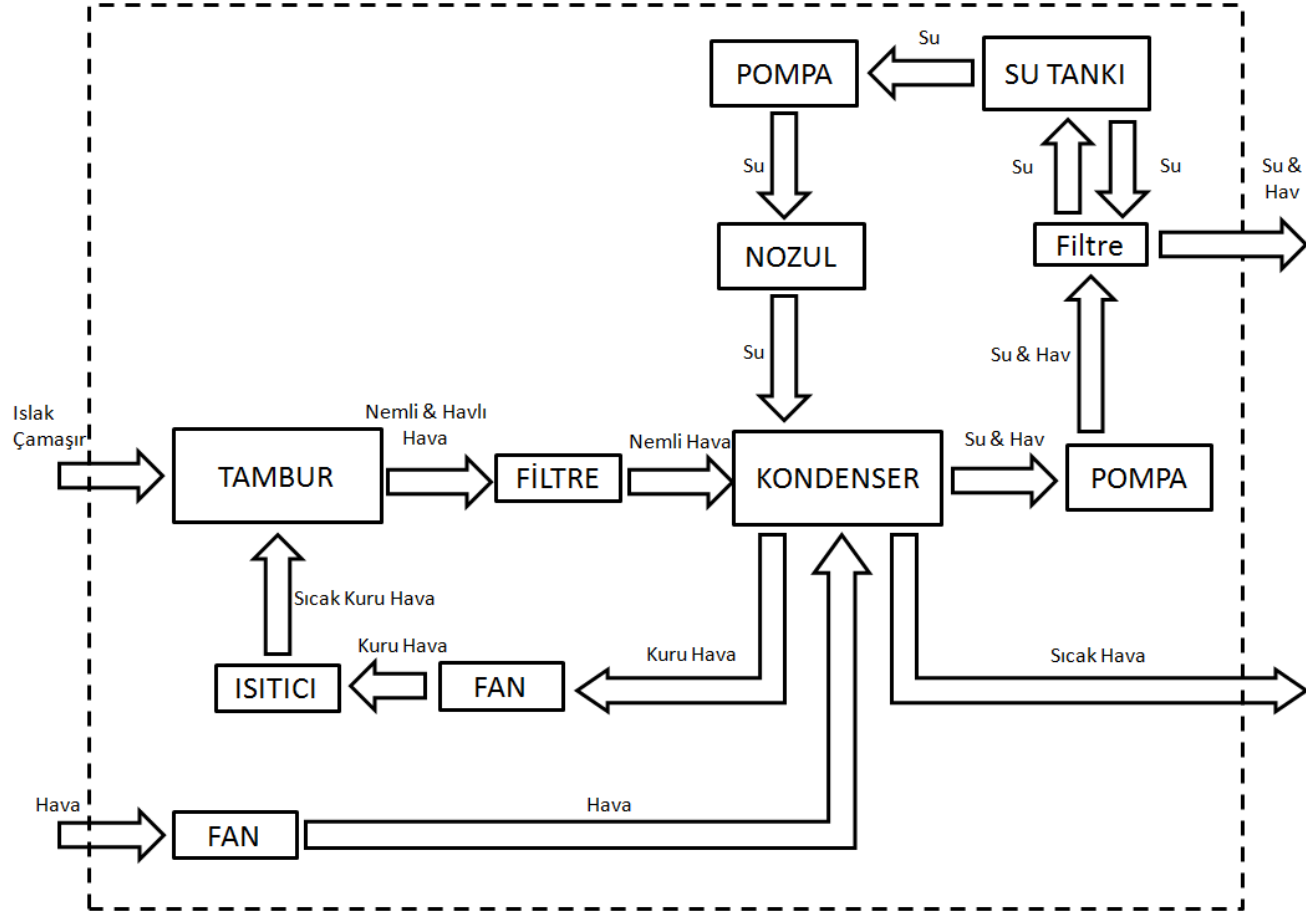 Su
POMPA
SU TANKI
Su
Su
Su
Su &
Hav
NOZUL
Filtre
Su
Su & Hav
Islak
Çamaşır
Nemli & Havlı
Hava
Nemli Hava
Su & Hav
TAMBUR
FİLTRE
KONDENSER
POMPA
Sıcak Kuru Hava
Kuru Hava
Kuru Hava
Sıcak Hava
ISITICI
FAN
Hava
Hava
FAN